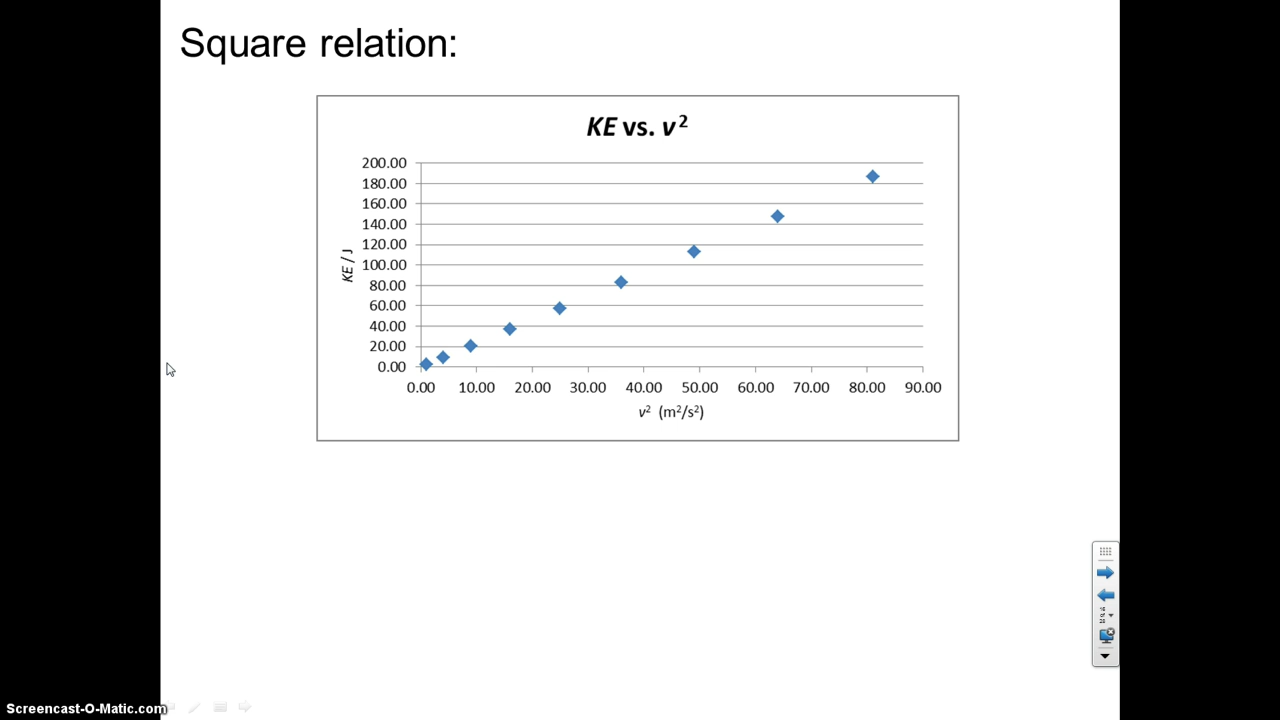 Square relation:
KE vs. v²
200.00
180.00
160.00
140.00
120.00
100.00
80.00
60.00
40.00
20.00
0.00
KE / J
0.00 10.00 20.00 30.00 40.00 50.00 60.00 70.00 80.00 90.00
v² (m²/s²)
Screencast-O-Matic.com